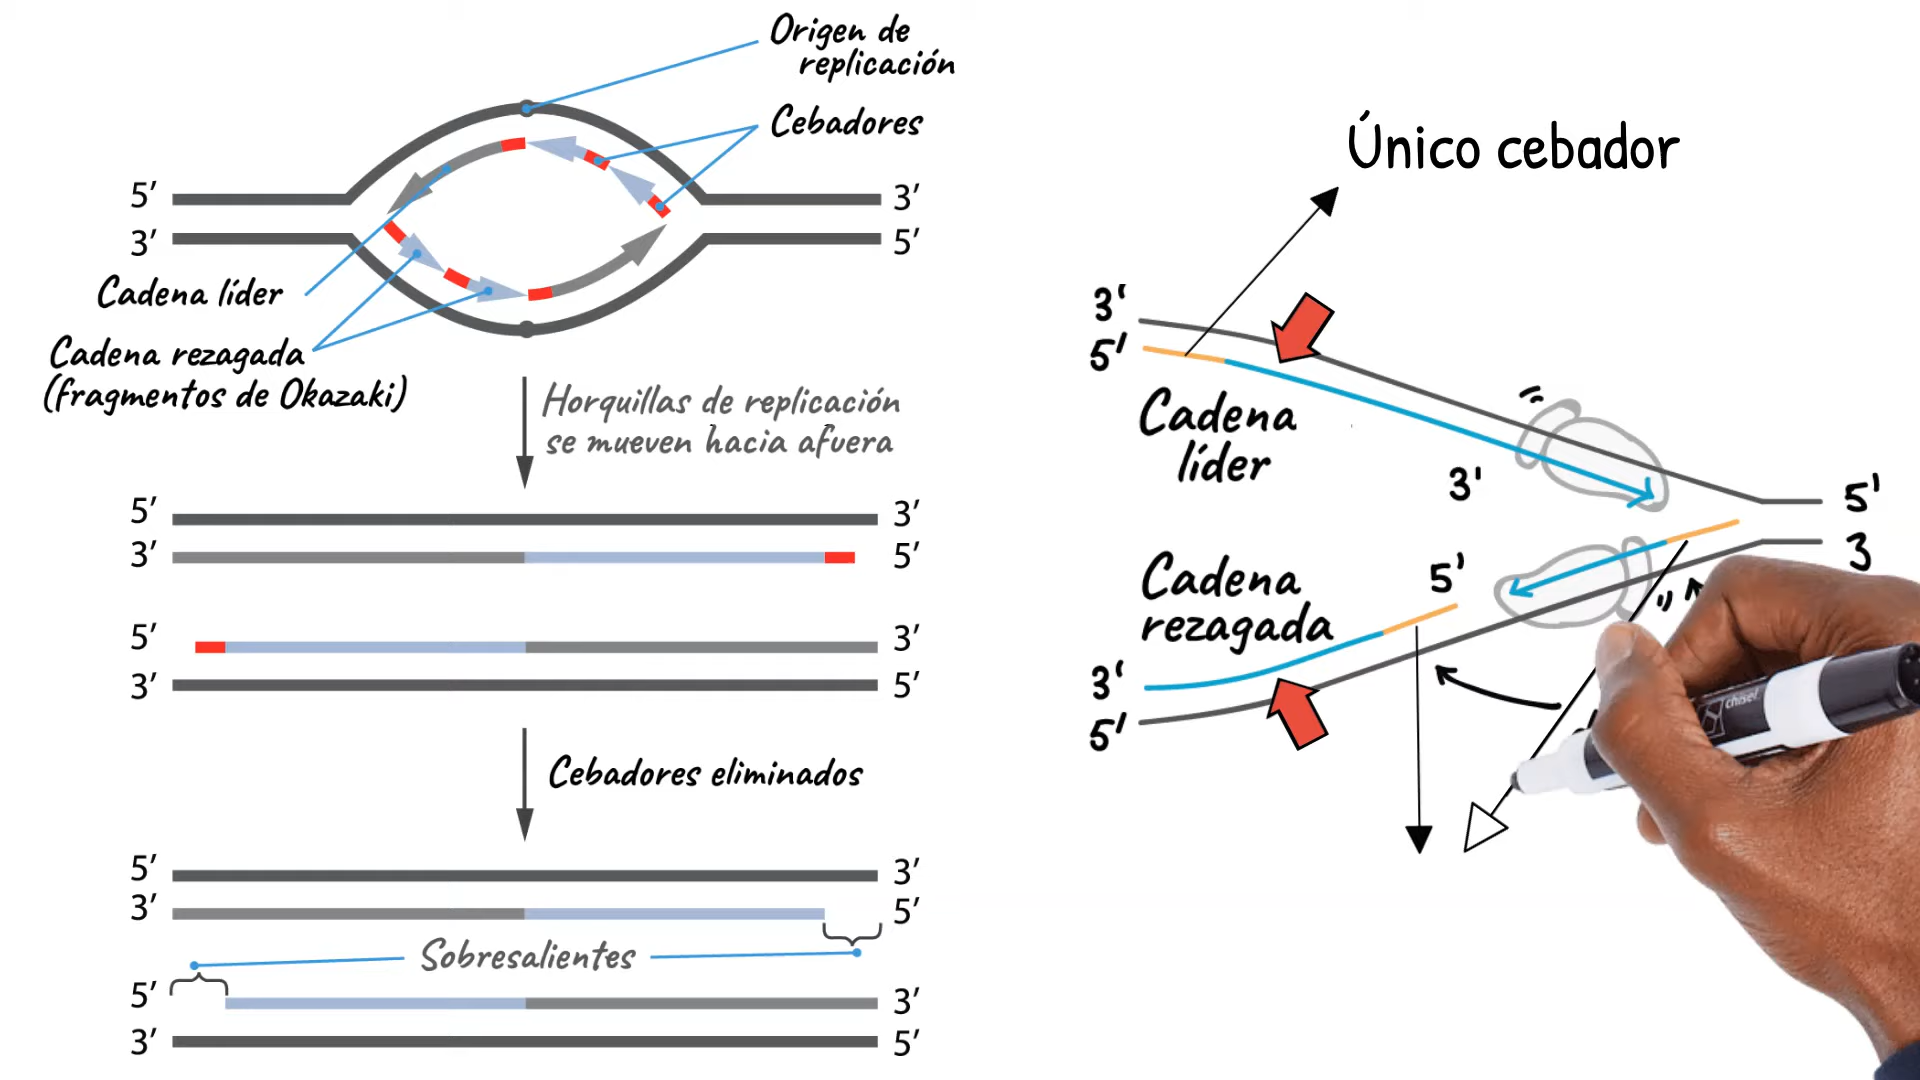 Origen de
replicación
Cebadores
5’ 3’
3’ 5’
Cadena líder
Cadena rezagada
(fragmentos de Okazaki)
Horquillas de replicación
se mueven hacia afuera
5’ 3’
3’ 5’
5’ 3’
3’ 5’
Cebadores eliminados
5’ 3’
3’ 5’
Sobresalientes
5’ 3’
3’ 5’
Único cebador
3'
5'
Cadena
líder
3'
5'
3
Cadena
rezagada
5'
3'
5'
chisel